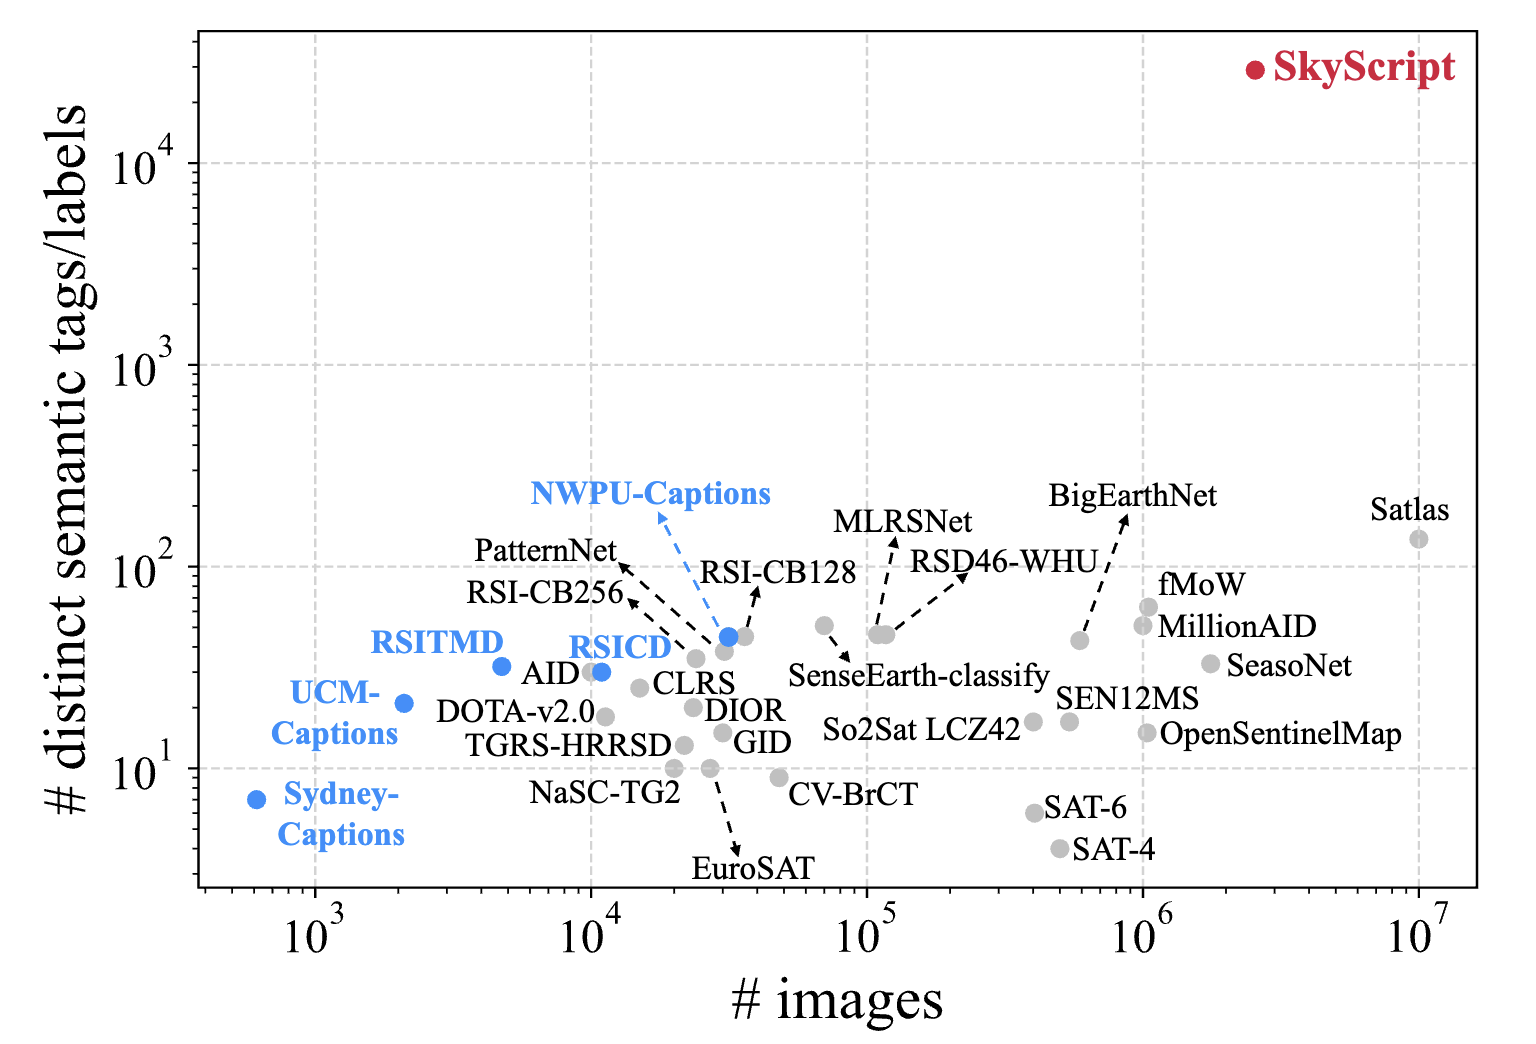 SkyScript
# distinct semantic tags/labels
10^4
10^3
10^2
10^1
NWPU-Captions
BigEarthNet
Satlas
MLRSNet
PatternNet
RSD46-WHU
RSI-CB128
RSI-CB256
fMoW
MillionAID
RSITMD
RSICD
AID
CLRS
SenseEarth-classify
SeasoNet
UCM-
Captions
DOTA-v2.0
DIOR
SEN12MS
So2Sat LCZ42
OpenSentinelMap
TGRS-HRRSD
GID
NaSC-TG2
CV-BrCT
Sydney-
Captions
SAT-6
SAT-4
EuroSAT
10^3
10^4
10^5
10^6
10^7
# images